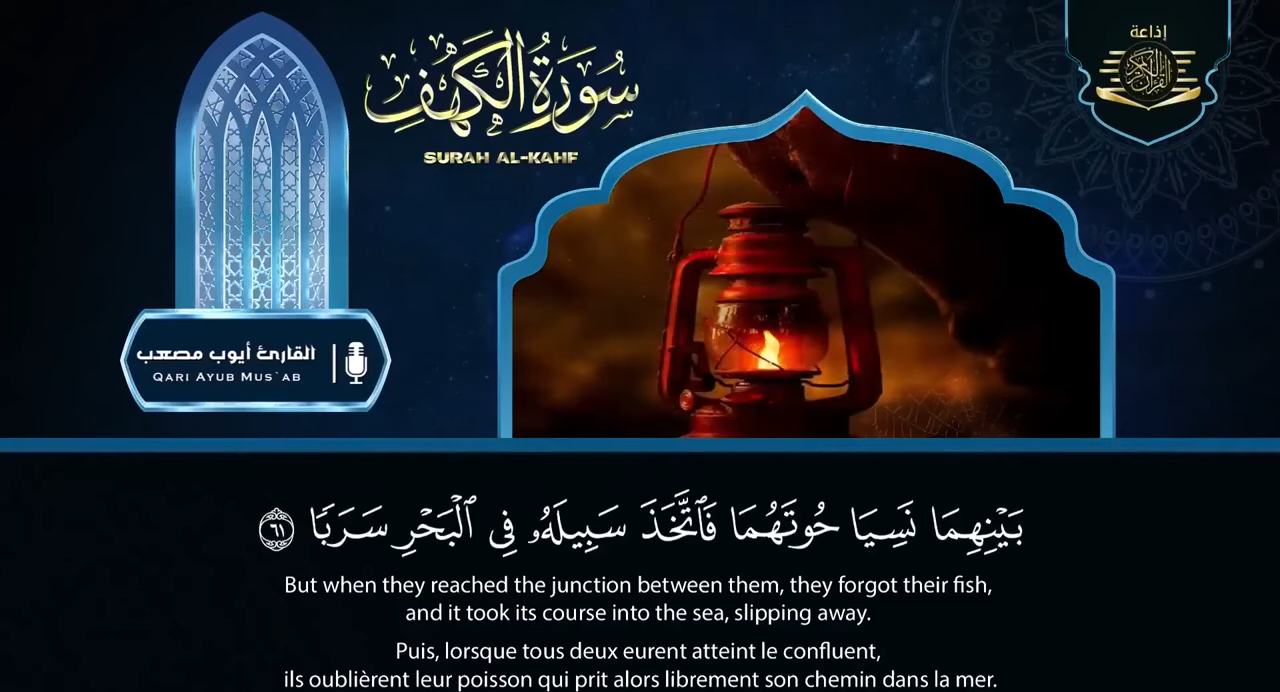 سُورَةُ الكَهْفِ
SURAH AL-KAHF
إذاعة
القرآن الكريم
القارئ أيوب مصعب
QARI AYUB MUS`AB
بَيْنِهِمَا نَسِيَا حُوتَهُمَا فَٱتَّخَذَ سَبِيلَهُۥ فِي ٱلْبَحْرِ سَرَبًا ٦١
But when they reached the junction between them, they forgot their fish,
and it took its course into the sea, slipping away.
Puis, lorsque tous deux eurent atteint le confluent,
ils oublièrent leur poisson qui prit alors librement son chemin dans la mer.